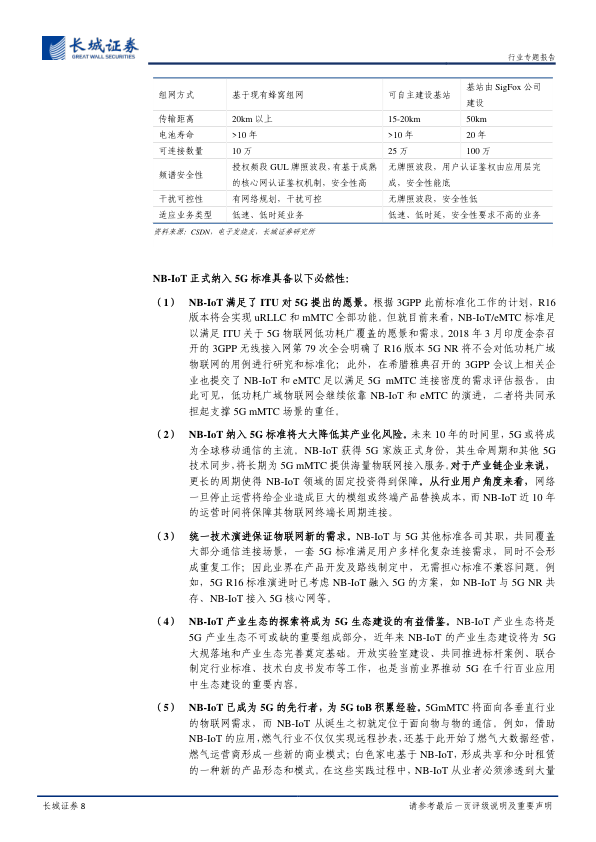 长城证券
GREAT WALL SECURITIES
行业专题报告
组网方式 基于现有蜂窝组网 可自主建设基站 基站由 SigFox 公司
建设
传输距离 20km 以上 15-20km 50km
电池寿命 >10 年 >10 年 20 年
可连接数量 10 万 25 万 100 万
频谱安全性 授权频段 GUL 牌照波段,有基于成熟 无牌照波段，用户认证鉴权由应用层完
的核心网认证鉴权机制，安全性高 成，安全性能底
干扰可控性 有网络规划，干扰可控 无牌照波段，安全性低
适应业务类型 低速、低时延业务 低速、低时延，安全性要求不高的业务
资料来源：CSDN、电子发烧友、长城证券研究所
NB-IoT 正式纳入 5G 标准具备以下必然性：
（1） NB-IoT 满足了 ITU 对 5G 提出的愿景。根据 3GPP 此前标准化工作的计划，R16
版本将会实现 uRLLC 和 mMTC 全部功能。但就目前来看，NB-IoT/eMTC 标准足
以满足 ITU 关于 5G 物联网低功耗广覆盖的愿景和需求。2018 年 3 月印度金奈召
开的 3GPP 无线接入网第 79 次全会明确了 R16 版本 5G NR 将不会对低功耗广域
物联网的用例进行研究和标准化；此外，在希腊雅典召开的 3GPP 会议上相关企
业也提交了 NB-IoT 和 eMTC 足以满足 5G mMTC 连接密度的需求评估报告。由
此可见，低功耗广域物联网会继续依靠 NB-IoT 和 eMTC 的演进，二者将共同承
担起支撑 5G mMTC 场景的重任。
（2） NB-IoT 纳入 5G 标准将大大降低其产业化风险。未来 10 年的时间里，5G 或将成
为全球移动通信的主流。NB-IoT 获得 5G 家族正式身份，其生命周期和其他 5G
技术同步，将长期为 5G mMTC 提供海量物联网接入服务。对于产业链企业来说，
更长的周期使得 NB-IoT 领域的固定投资得到保障。从行业用户角度来看，网络
一旦停止运营将给企业造成巨大的模组或终端产品替换成本，而 NB-IoT 近 10 年
的运营时间将保障其物联网终端长周期连接。
（3） 统一技术演进保证物联网新的需求。NB-IoT 与 5G 其他标准各司其职，共同覆盖
大部分通信连接场景，一套 5G 标准满足用户多样化复杂连接需求，同时不会形
成重复工作；因此业界在产品开发及路线制定中，无需担心标准不兼容问题。例
如，5G R16 标准演进时已考虑 NB-IoT 融入 5G 的方案，如 NB-IoT 与 5G NR 共
存、NB-IoT 接入 5G 核心网等。
（4） NB-IoT 产业生态的探索将成为 5G 生态建设的有益借鉴。NB-IoT 产业生态将是
5G 产业生态不可或缺的重要组成部分，近年来 NB-IoT 的产业生态建设将为 5G
大规落地和产业生态完善奠定基础。开放实验室建设、共同推进标杆案例、联合
制定行业标准、技术白皮书发布等工作，也是当前业界推动 5G 在千行百业应用
中生态建设的重要内容。
（5） NB-IoT 已成为 5G 的先行者，为 5G toB 积累经验。5GmMTC 将面向各垂直行业
的物联网需求，而 NB-IoT 从诞生之初就定位于面向物与物的通信。例如，借助
NB-IoT 的应用，燃气行业不仅仅实现远程抄表，还基于此开始了燃气大数据经营，
燃气运营商形成一些新的商业模式；白色家电基于 NB-IoT，形成共享和分时租赁
的一种新的产品形态和模式。在这些实践过程中，NB-IoT 从业者必须渗透到大量
长城证券 8 请参考最后一页评级说明及重要声明